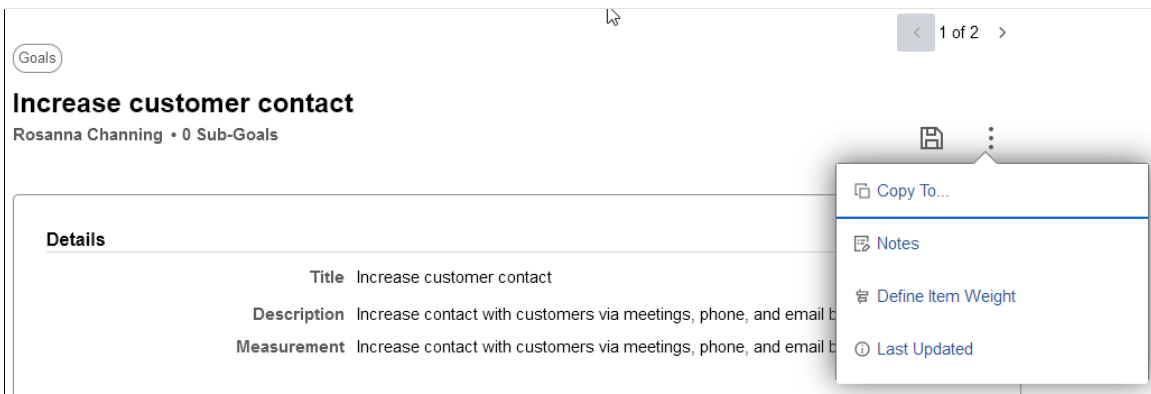 1 of 2
Goals
Increase customer contact
Rosanna Channing • 0 Sub-Goals
Copy To...
Notes
Define Item Weight
Last Updated
Details
Title Increase customer contact
Description Increase contact with customers via meetings, phone, and email
Measurement Increase contact with customers via meetings, phone, and email